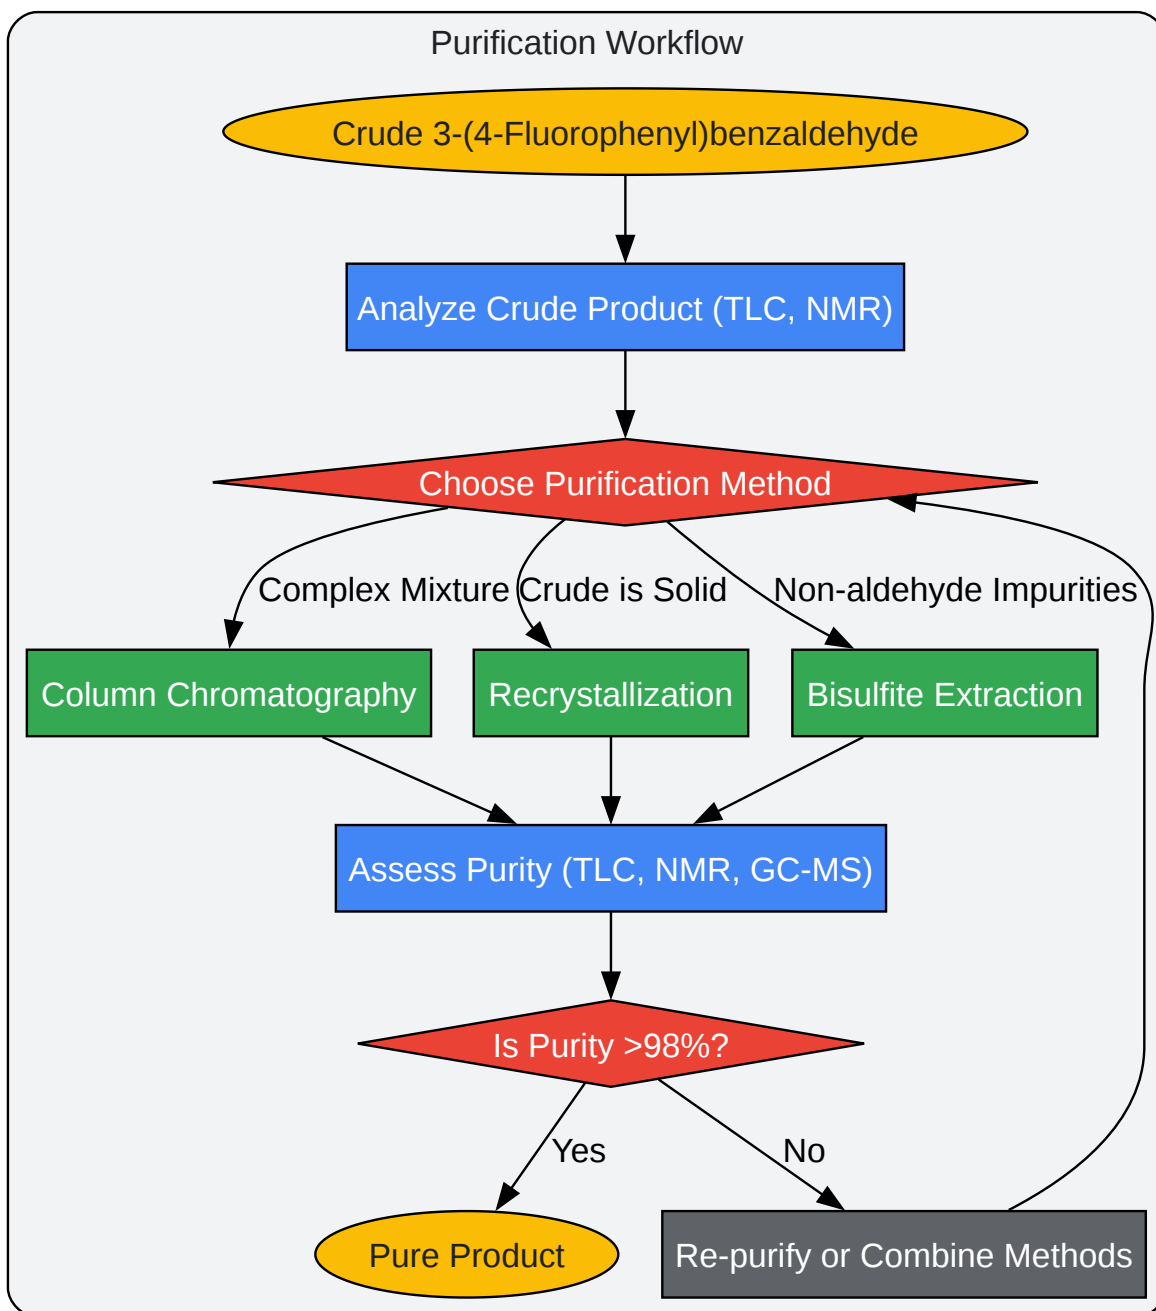 Purification Workflow
Crude 3-(4-Fluorophenyl)benzaldehyde
Analyze Crude Product (TLC, NMR)
Choose Purification Method
Complex Mixture
Crude is Solid
Non-aldehyde Impurities
Column Chromatography
Recrystallization
Bisulfite Extraction
Assess Purity (TLC, NMR, GC-MS)
Is Purity >98%?
Yes
No
Pure Product
Re-purify or Combine Methods